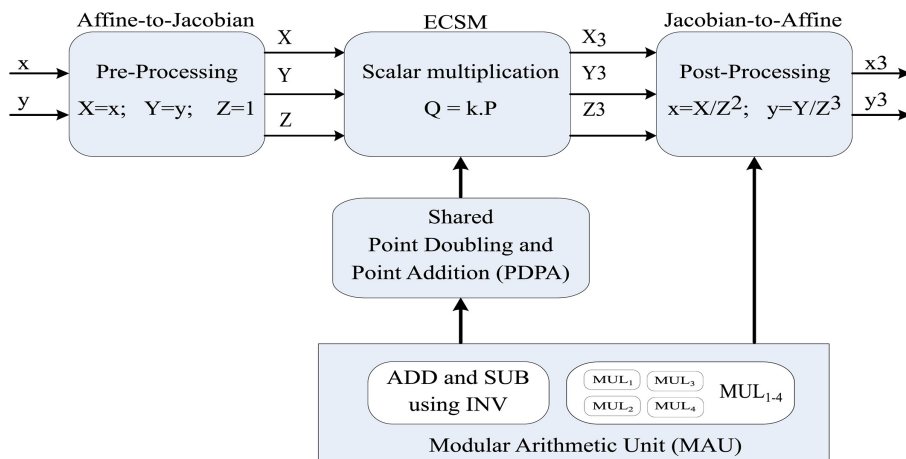 Affine-to-Jacobian
ECSM
Jacobian-to-Affine
x
y
Pre-Processing
X=x; Y=y; Z=1
X
Y
Z
Scalar multiplication
Q = k.P
X3
Y3
Z3
Post-Processing
x=X/Z²; y=Y/Z³
x3
y3
Shared
Point Doubling and
Point Addition (PDPA)
ADD and SUB
using INV
MUL₁ MUL₃
MUL₂ MUL₄
MUL₁₋₄
Modular Arithmetic Unit (MAU)